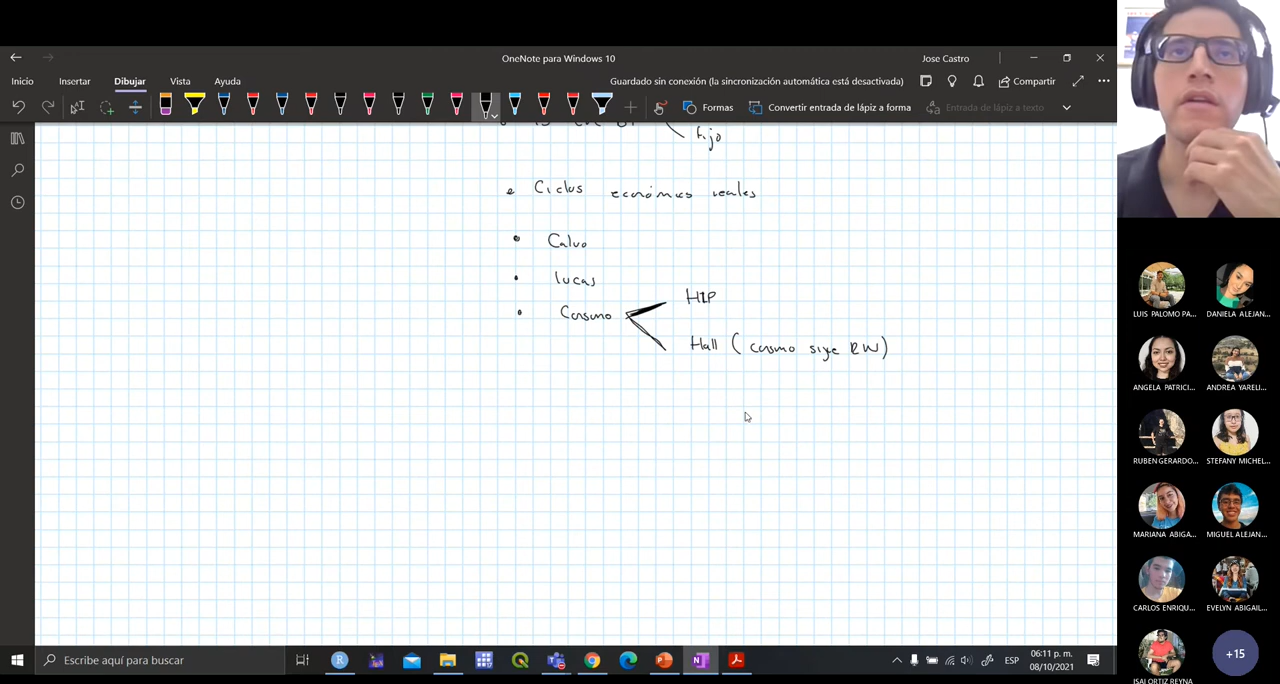 OneNote para Windows 10
Jose Castro
Inicio Insertar Dibujar Vista Ayuda
Guardado sin conexión (la sincronización automática está desactivada)
Compartir
Formas
Convertir entrada de lápiz a forma
Entrada de lápiz a texto
fijo
Ciclos económicos reales
Calvo
Lucas
Consumo
HIP
Hall (consumo sigue RW)
LUIS PALOMO PA...
DANIELA ALEJAN...
ANGELA PATRICI...
ANDREA YARELI...
RUBEN GERARDO...
STEFANY MICHEL...
MARIANA ABIGA...
MIGUEL ALEJAN...
CARLOS ENRIQU...
EVELYN ABIGAIL...
ISAI ORTIZ REYNA
+15
Escribe aquí para buscar
ESP
06:11 p. m.
08/10/2021